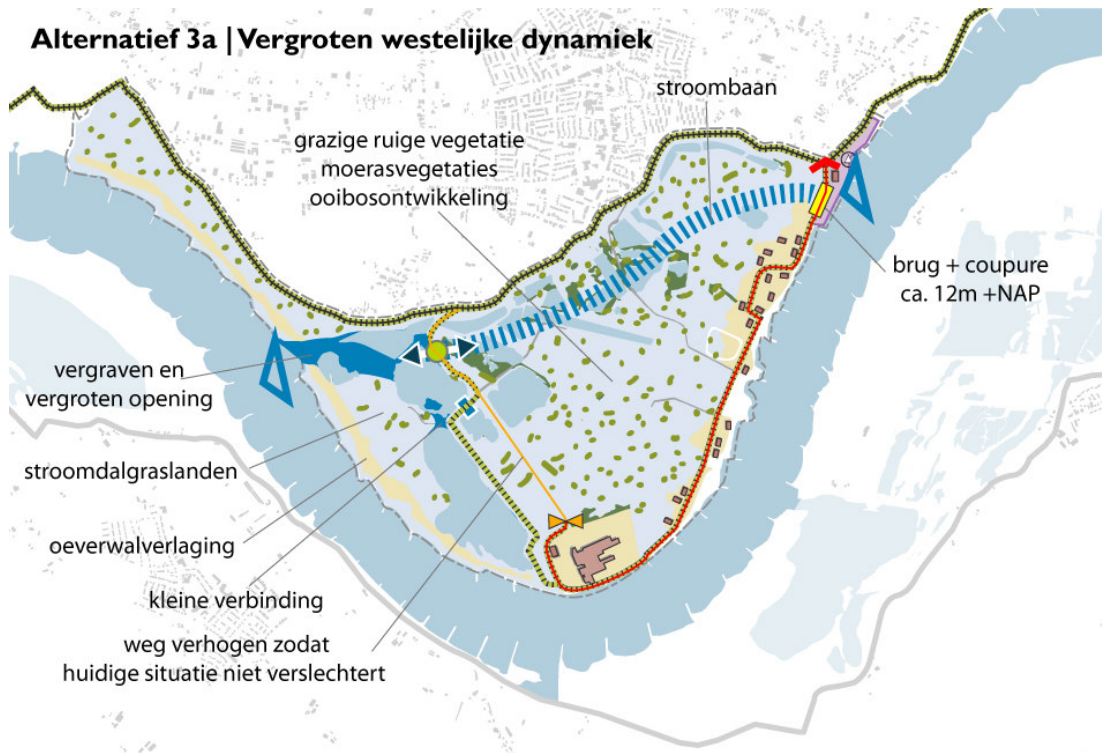 Alternatief 3a | Vergroten westelijke dynamiek
stroombaan
grazige ruige vegetatie
moerasvegetaties
ooibosontwikkeling
brug + coupure
ca. 12m +NAP
vergraven en
vergroten opening
stroomdalgraslanden
oeverwalverlaging
kleine verbinding
weg verhogen zodat
huidige situatie niet verslechtert